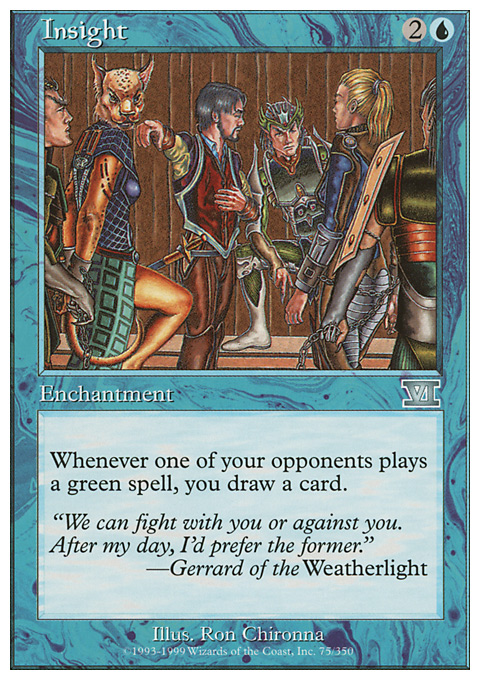 Insight
2
Enchantment
VI
Whenever one of your opponents plays
a green spell, you draw a card.
“We can fight with you or against you.
After my day, I’d prefer the former.”
—Gerrard of the Weatherlight
Illus. Ron Chironna
©1993-1999 Wizards of the Coast, Inc. 75/350